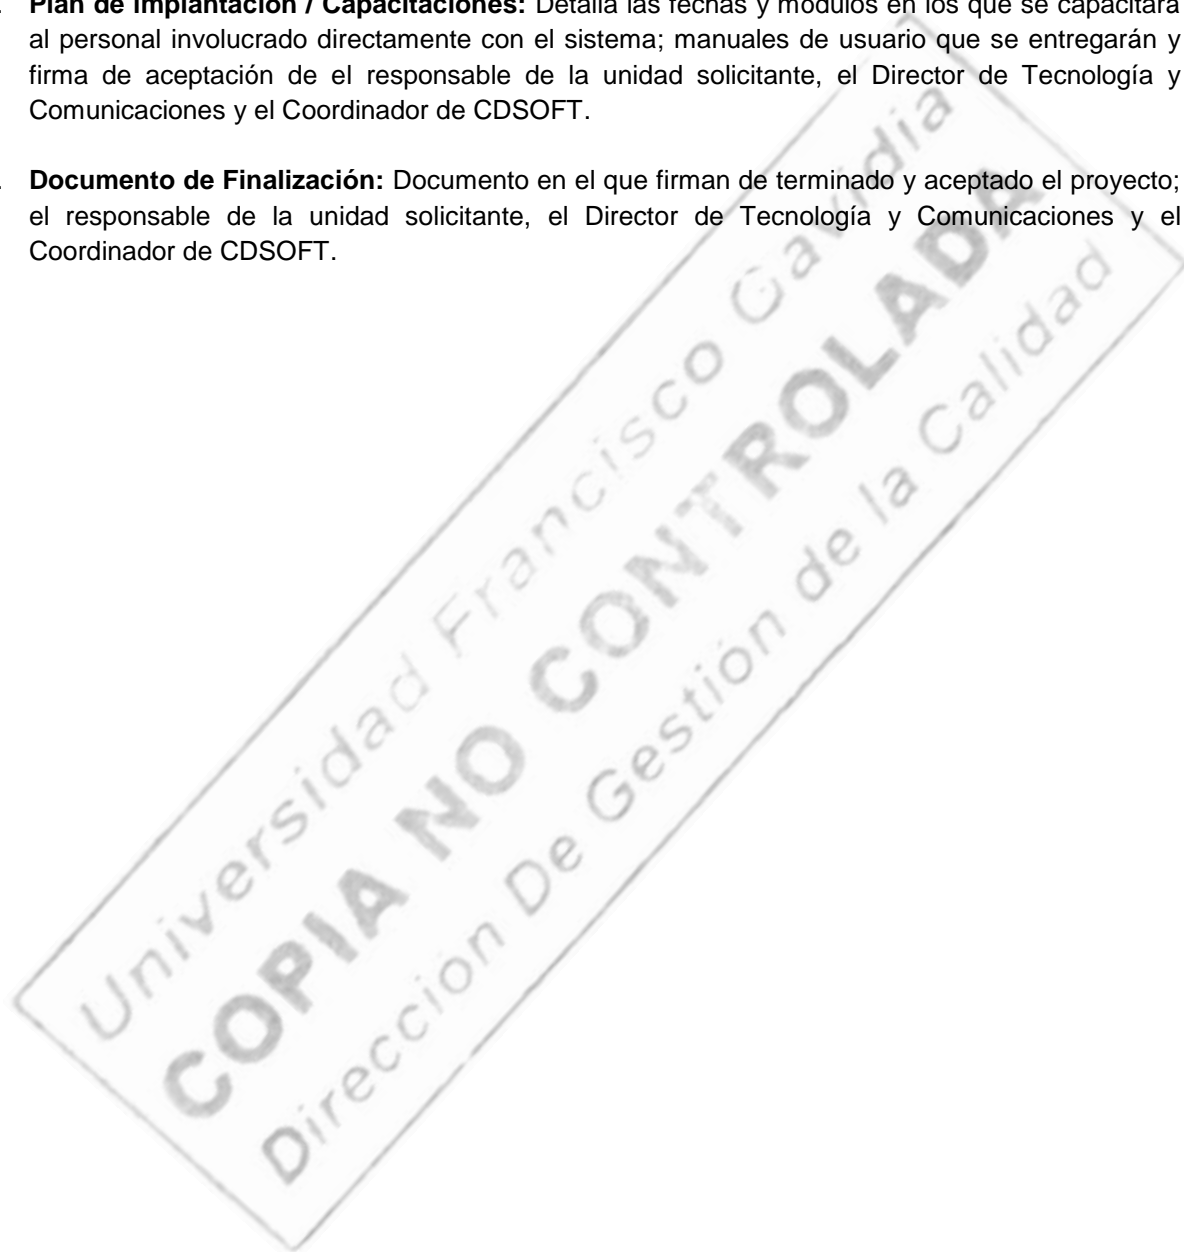 . Plan de Implantación / Capacitaciones: Detalla las fechas y módulos en los que se capacitará
al personal involucrado directamente con el sistema; manuales de usuario que se entregarán y
firma de aceptación de el responsable de la unidad solicitante, el Director de Tecnología y
Comunicaciones y el Coordinador de CDSOFT.
. Documento de Finalización: Documento en el que firman de terminado y aceptado el proyecto;
el responsable de la unidad solicitante, el Director de Tecnología y Comunicaciones y el
Coordinador de CDSOFT.
Universidad Francisco Gavidia
COPIA NO CONTROLADA
Dirección De Gestión de la Calidad